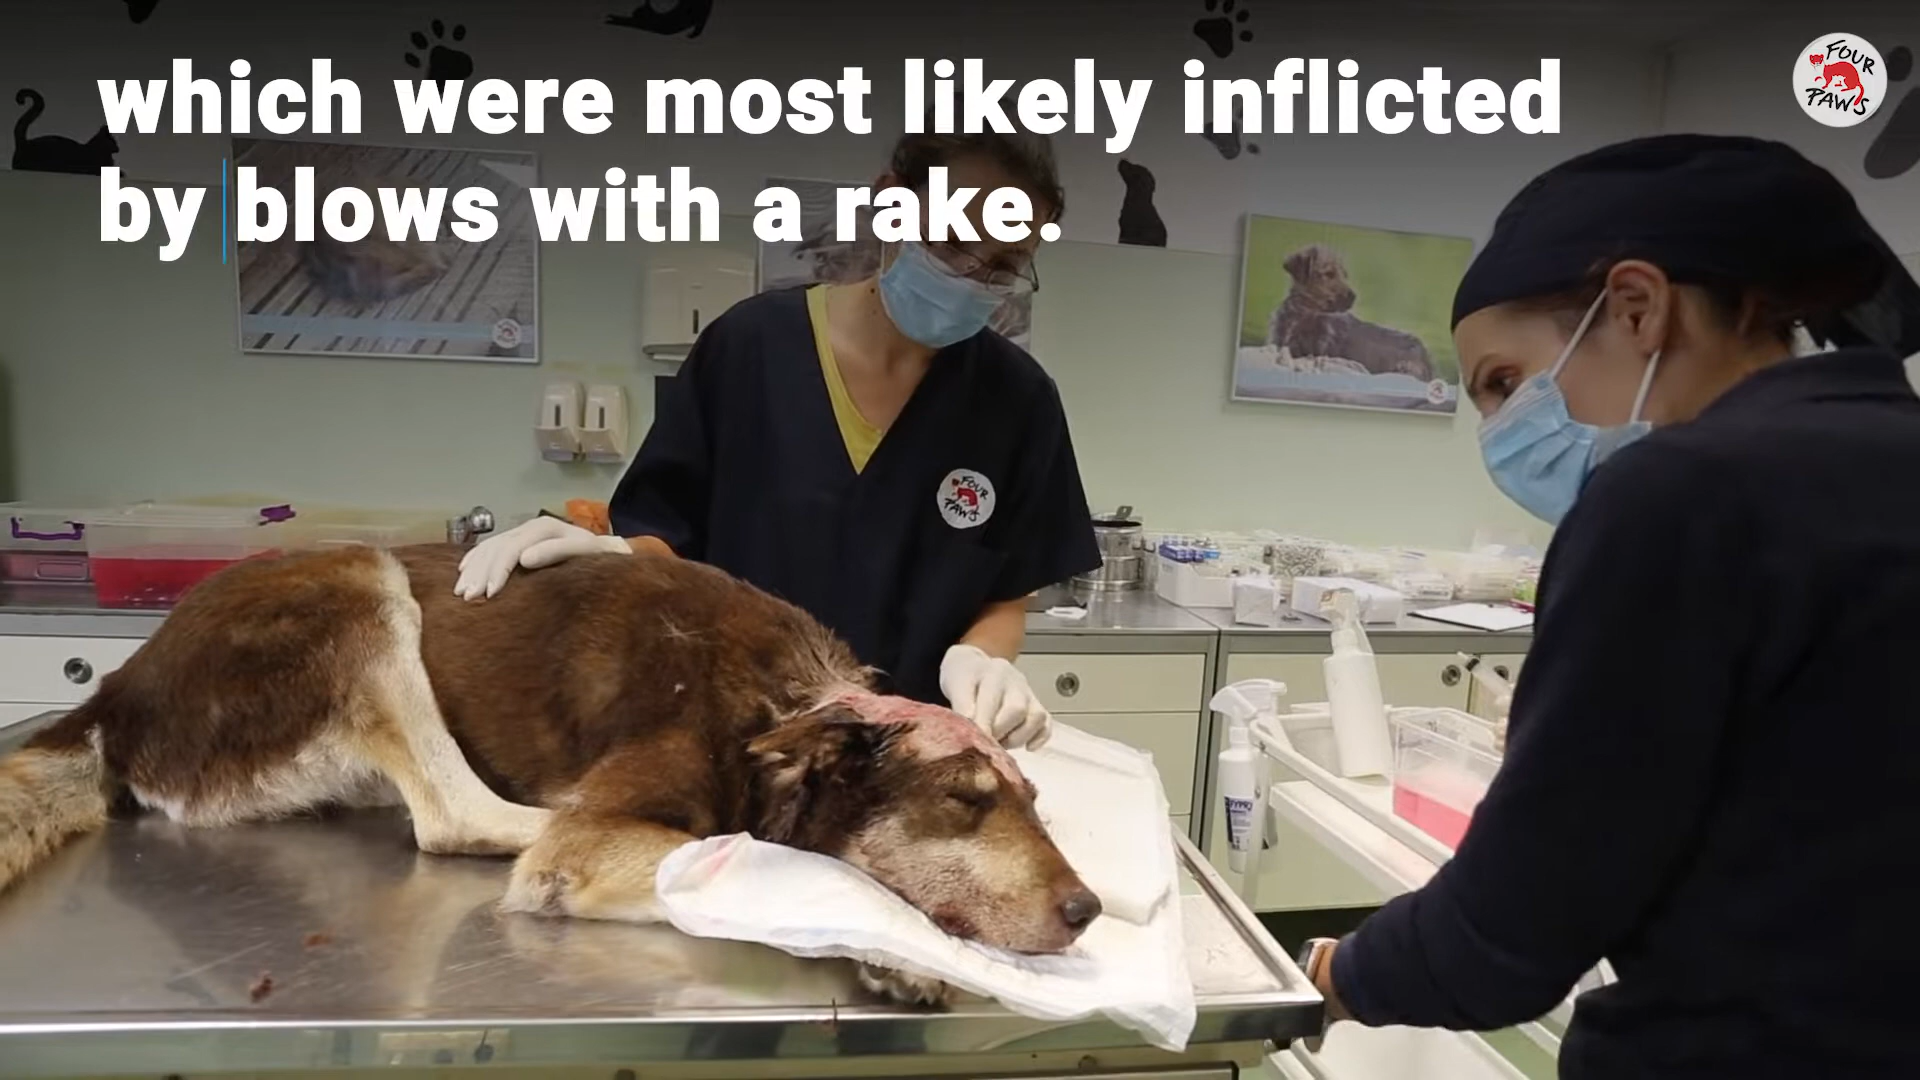 which were most likely inflicted
by blows with a rake.
FOUR
PAWS
FOUR
PAWS